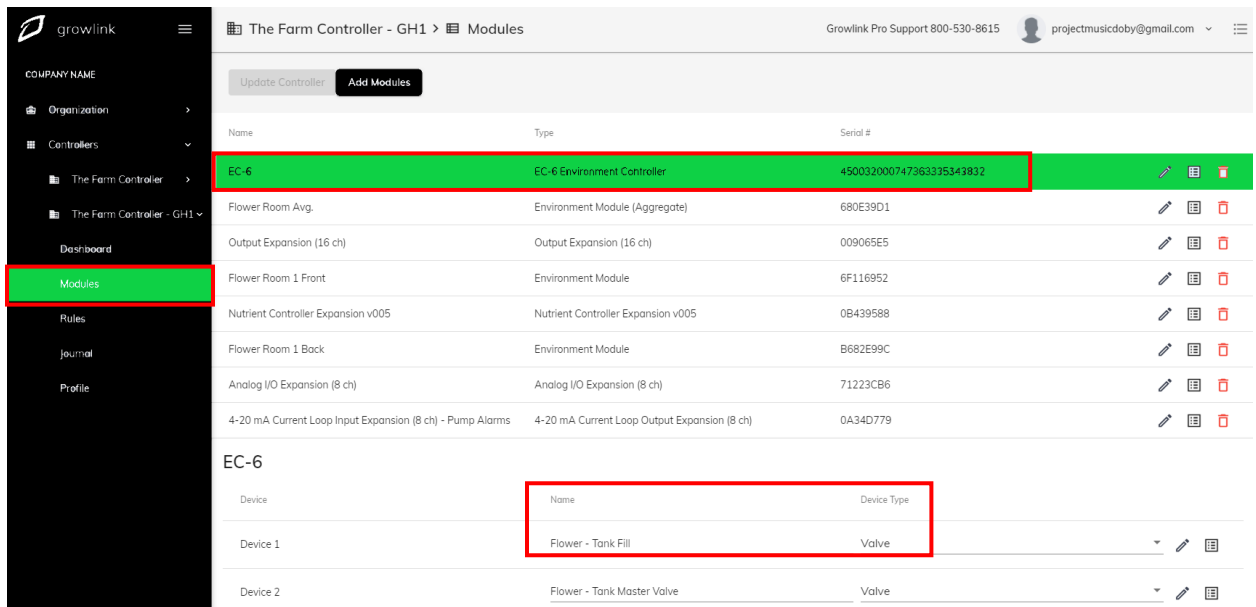 growlink
The Farm Controller - GH1 > Modules
Growlink Pro Support 800-530-8615
projectmusicdoby@gmail.com
COMPANY NAME
Organization
Controllers
The Farm Controller
The Farm Controller - GH1
Dashboard
Modules
Rules
Journal
Profile
Update Controller Add Modules
Name Type Serial #
EC-6 EC-6 Environment Controller 450032000747363335343832
Flower Room Avg. Environment Module (Aggregate) 680E39D1
Output Expansion (16 ch) Output Expansion (16 ch) 009065E5
Flower Room 1 Front Environment Module 6F116952
Nutrient Controller Expansion v005 Nutrient Controller Expansion v005 0B439588
Flower Room 1 Back Environment Module B682E99C
Analog I/O Expansion (8 ch) Analog I/O Expansion (8 ch) 71223CB6
4-20 mA Current Loop Input Expansion (8 ch) - Pump Alarms 4-20 mA Current Loop Output Expansion (8 ch) 0A34D779
EC-6
Device Name Device Type
Device 1 Flower - Tank Fill Valve
Device 2 Flower - Tank Master Valve Valve